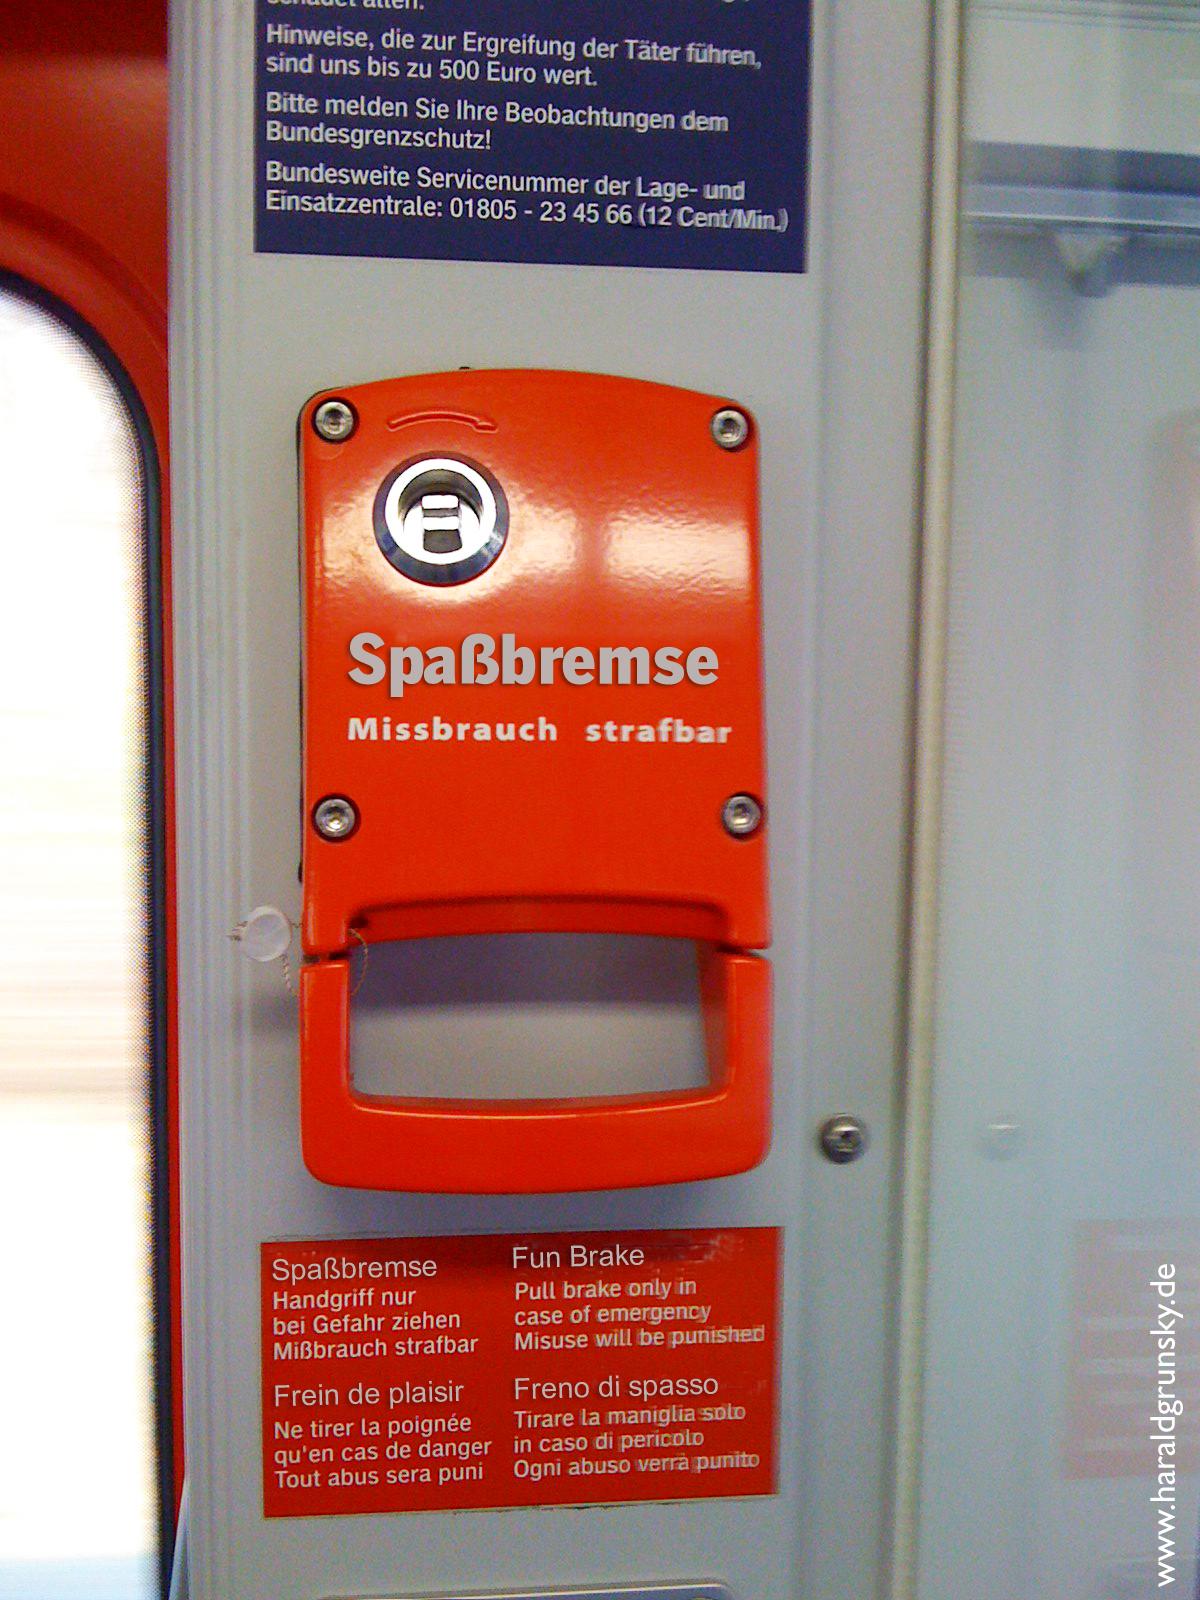 Hinweise, die zur Ergreifung der Täter führen,
sind uns bis zu 500 Euro wert.
Bitte melden Sie Ihre Beobachtungen dem
Bundesgrenzschutz!
Bundesweite Servicenummer der Lage- und
Einsatzzentrale: 01805 - 23 45 66 (12 Cent/Min.)
Spaßbremse
Missbrauch strafbar
Spaßbremse
Handgriff nur
bei Gefahr ziehen
Mißbrauch strafbar
Fun Brake
Pull brake only in
case of emergency
Misuse will be punished
Frein de plaisir
Ne tirer la poignée
qu'en cas de danger
Tout abus sera puni
Freno di spasso
Tirare la maniglia solo
in caso di pericolo
Ogni abuso verrà punito
www.haraldgrunsky.de